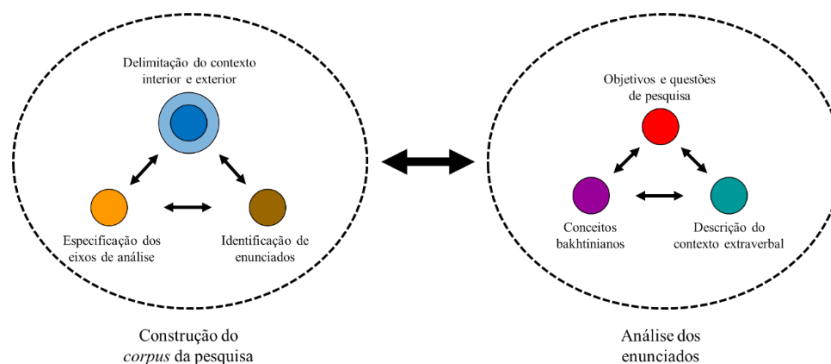 Delimitação do contexto
interior e exterior
Especificação dos
eixos de análise
Identificação de
enunciados
Construção do
corpus da pesquisa
Objetivos e questões
de pesquisa
Conceitos
bakhtinianos
Descrição do
contexto extraverbal
Análise dos
enunciados